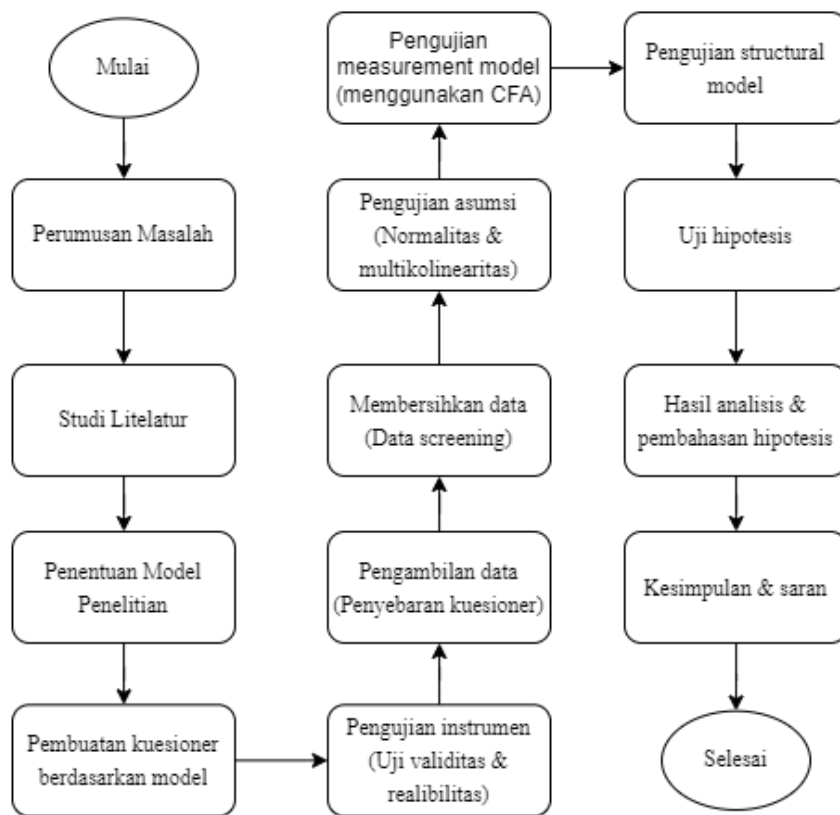 Mulai
Perumusan Masalah
Studi Litelatur
Penentuan Model
Penelitian
Pembuatan kuesioner
berdasarkan model
Pengujian instrumen
(Uji validitas &
realibilitas)
Pengambilan data
(Penyebaran kuesioner)
Membersihkan data
(Data screening)
Pengujian asumsi
(Normalitas &
multikolinearitas)
Pengujian
measurement model
(menggunakan CFA)
Pengujian structural
model
Uji hipotesis
Hasil analisis &
pembahasan hipotesis
Kesimpulan & saran
Selesai